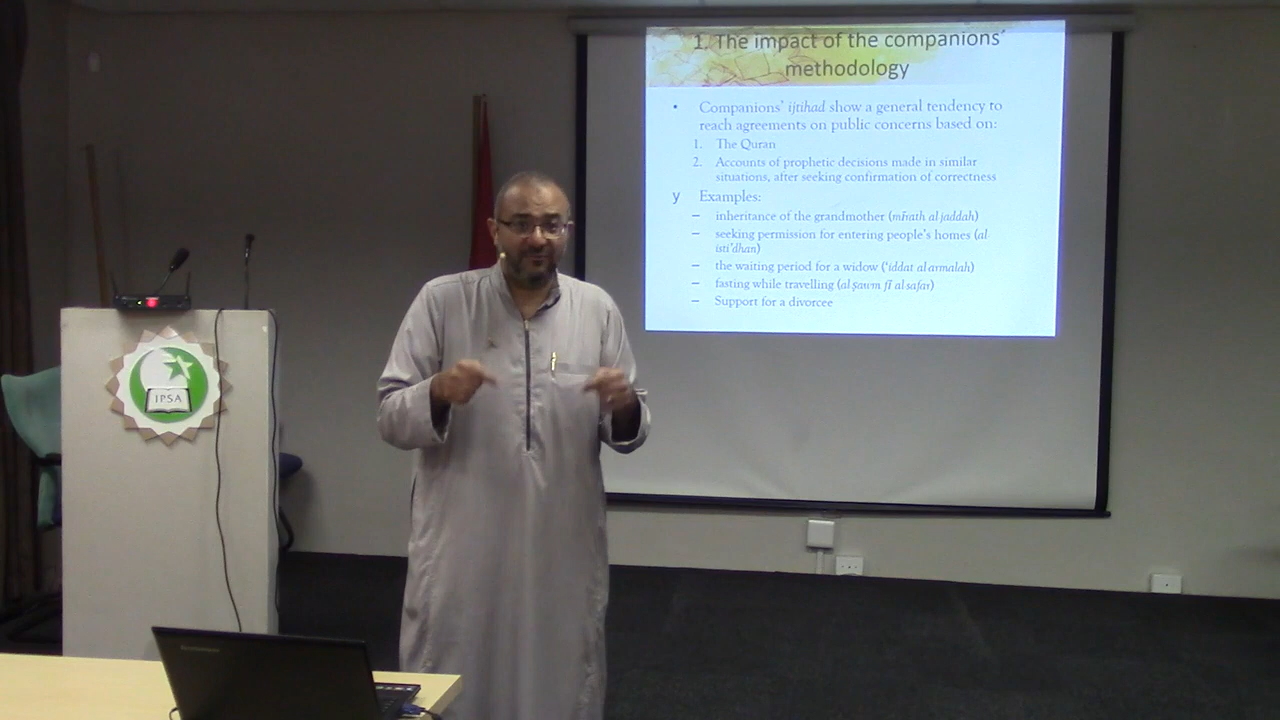 1. The impact of the companions'
methodology
• Companions' ijtihad show a general tendency to
reach agreements on public concerns based on:
1. The Quran
2. Accounts of prophetic decisions made in similar
situations, after seeking confirmation of correctness
y Examples:
– inheritance of the grandmother (mīrath al jaddah)
– seeking permission for entering people's homes (al-
isti'dhan)
– the waiting period for a widow ('iddat al armalah)
– fasting while travelling (al ṣawm fī al safar)
– Support for a divorcee
IPSA